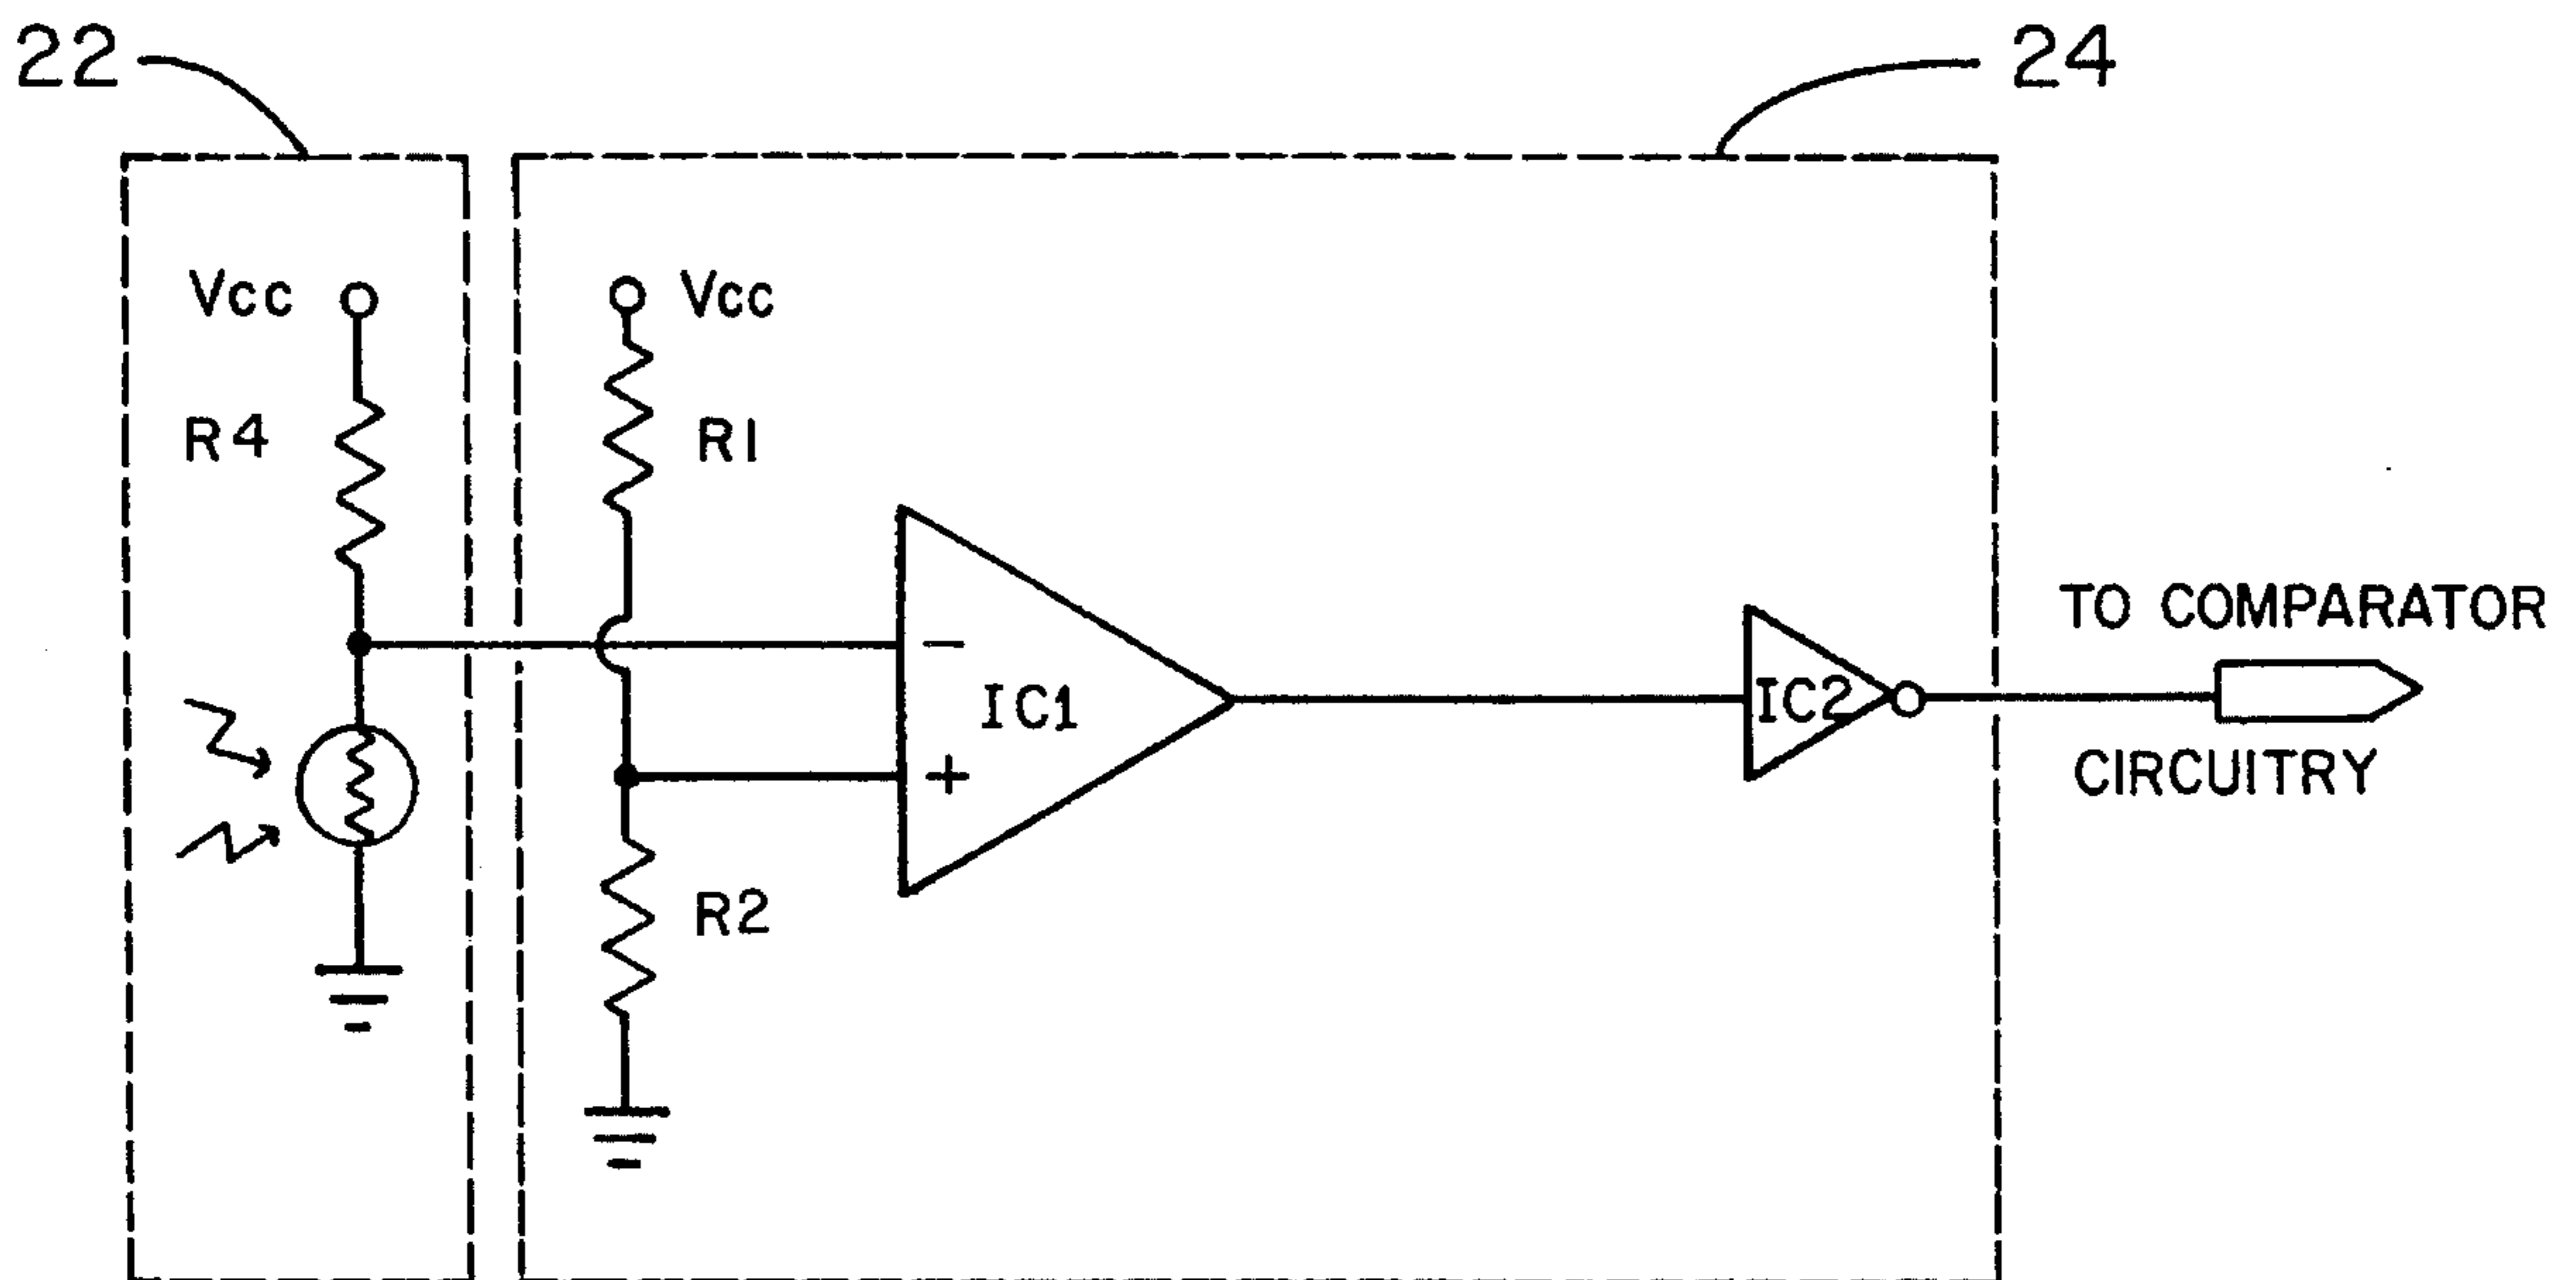 22
24
Vcc
Vcc
R4
R1
IC1
−
+
IC2
R2
TO COMPARATOR
CIRCUITRY